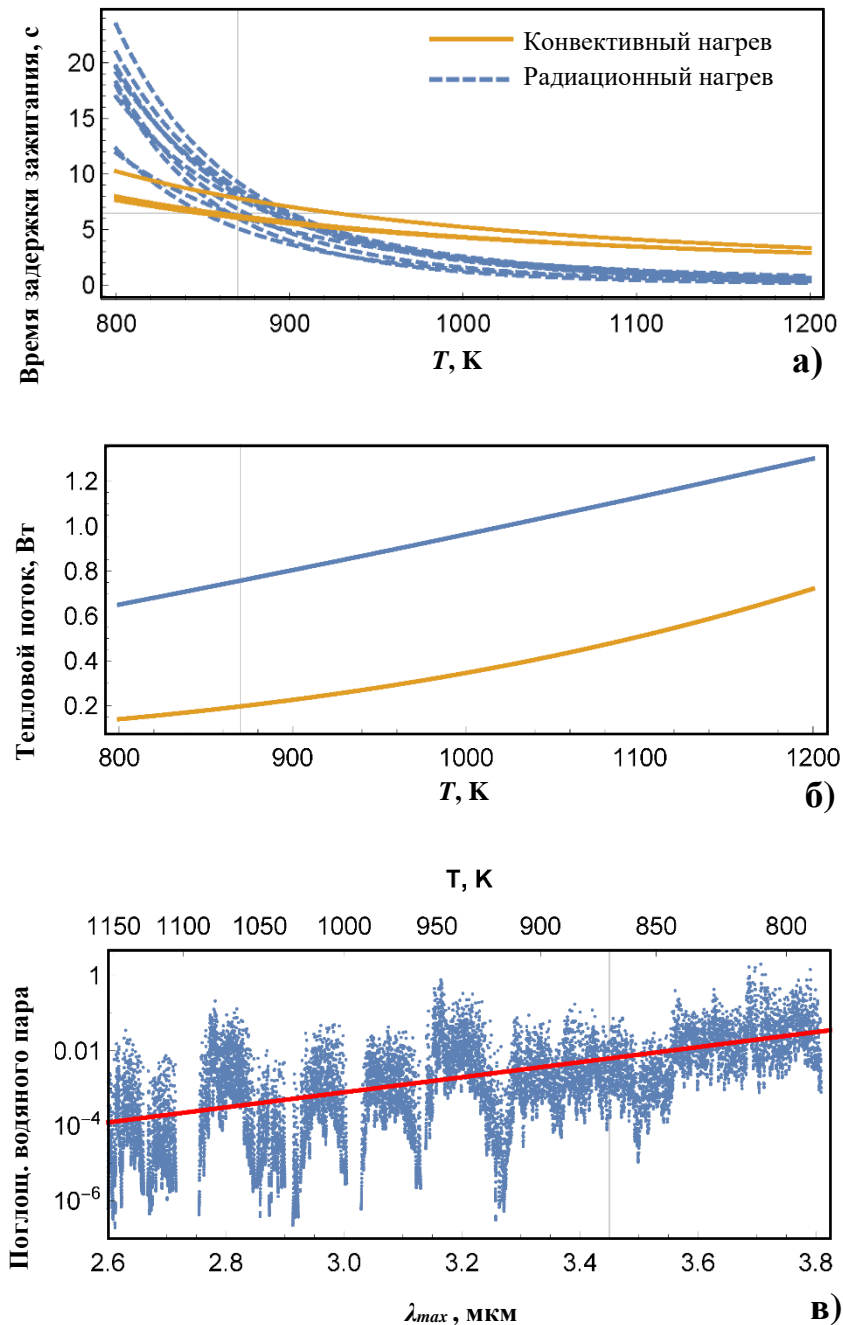 Время задержки зажигания, с
20
15
10
5
0
Конвективный нагрев
Радиационный нагрев
800 900 1000 1100 1200
T, K
а)
Тепловой поток, Вт
1.2
1.0
0.8
0.6
0.4
0.2
800 900 1000 1100 1200
T, K
б)
T, K
1150 1100 1050 1000 950 900 850 800
Поглощ. водяного пара
1
0.01
10⁻⁴
10⁻⁶
2.6 2.8 3.0 3.2 3.4 3.6 3.8
λmax , мкм
в)